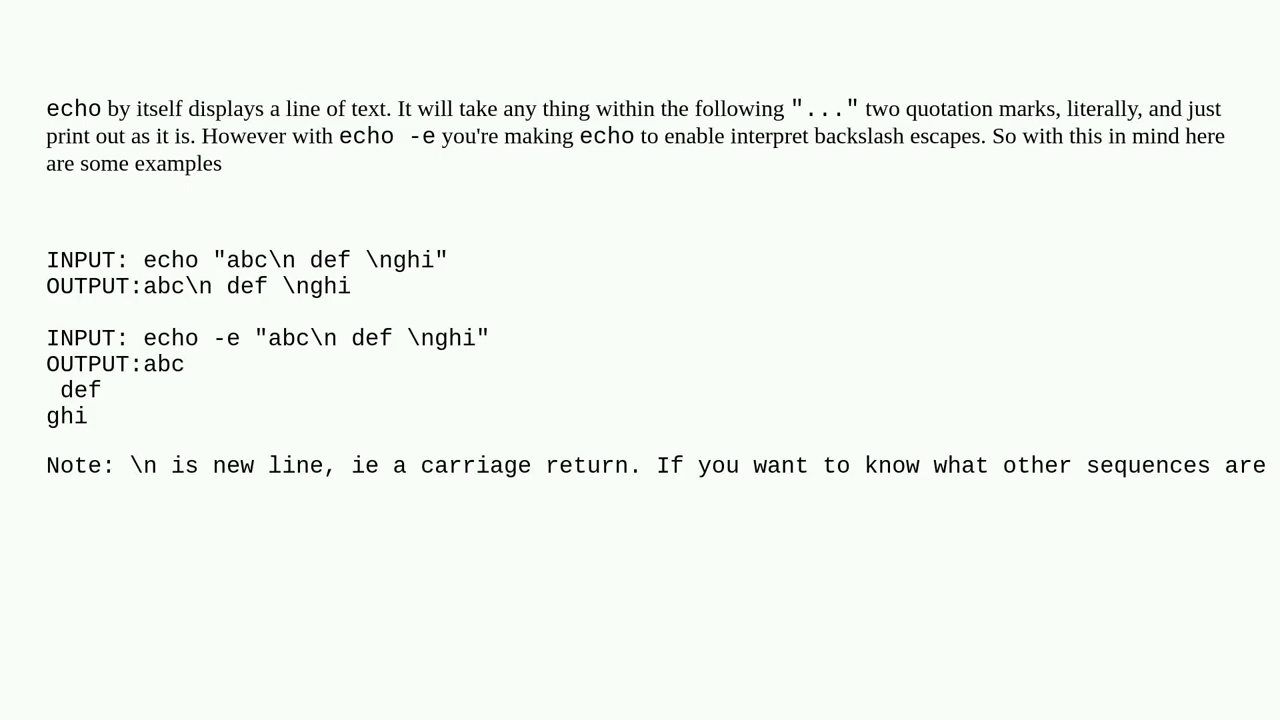 echo by itself displays a line of text. It will take any thing within the following "..." two quotation marks, literally, and just
print out as it is. However with echo -e you're making echo to enable interpret backslash escapes. So with this in mind here
are some examples
INPUT: echo "abc\n def \nghi"
OUTPUT:abc\n def \nghi
INPUT: echo -e "abc\n def \nghi"
OUTPUT:abc
 def
ghi
Note: \n is new line, ie a carriage return. If you want to know what other sequences are